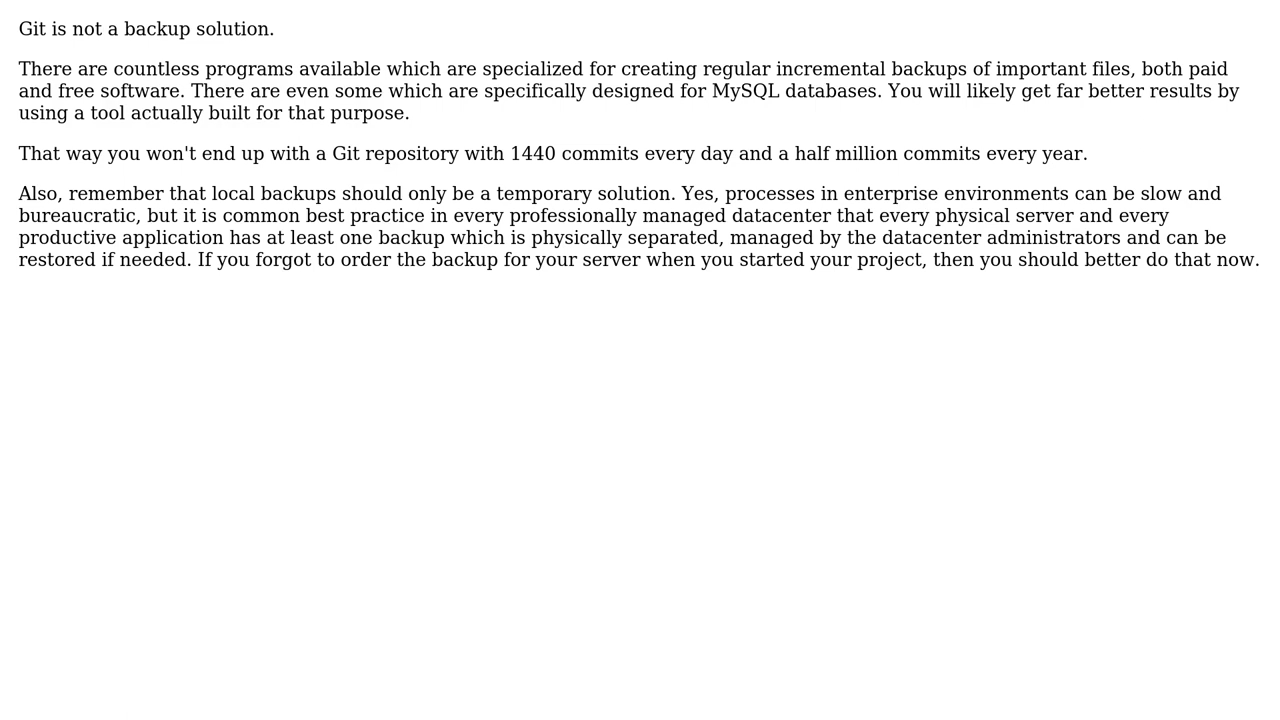 Git is not a backup solution.
There are countless programs available which are specialized for creating regular incremental backups of important files, both paid
and free software. There are even some which are specifically designed for MySQL databases. You will likely get far better results by
using a tool actually built for that purpose.
That way you won't end up with a Git repository with 1440 commits every day and a half million commits every year.
Also, remember that local backups should only be a temporary solution. Yes, processes in enterprise environments can be slow and
bureaucratic, but it is common best practice in every professionally managed datacenter that every physical server and every
productive application has at least one backup which is physically separated, managed by the datacenter administrators and can be
restored if needed. If you forgot to order the backup for your server when you started your project, then you should better do that now.